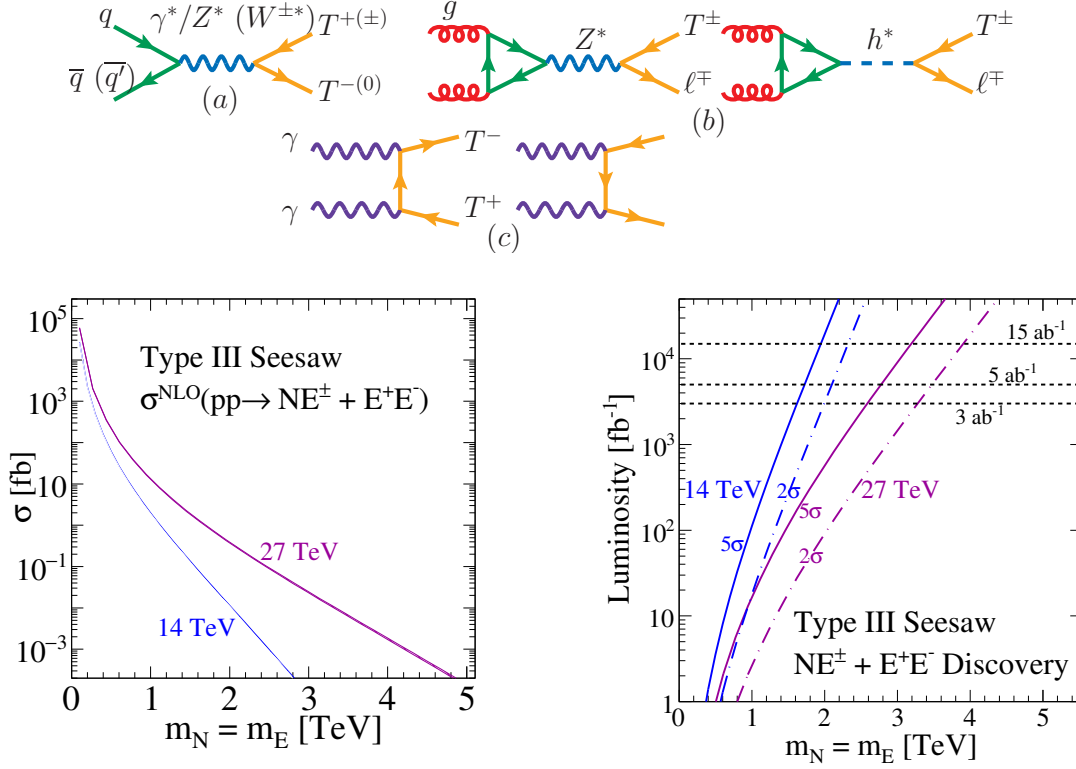 q γ*/Z* (W^{±*}) T^{+(±)}
q̅ (q̅′) T^{-(0)}
(a)
g Z* T^±
ℓ^∓
h* T^±
ℓ^∓
(b)
γ T^-
γ T^+
(c)
10^5
10^3
10
10^{-1}
10^{-3}
σ [fb]
Type III Seesaw
σ^{NLO}(pp→ NE^± + E^+E^-)
27 TeV
14 TeV
0 1 2 3 4 5
m_N = m_E [TeV]
10^4
10^3
10^2
10
1
Luminosity [fb^{-1}]
15 ab^{-1}
5 ab^{-1}
3 ab^{-1}
14 TeV 2σ 27 TeV
5σ
5σ
2σ
Type III Seesaw
NE^± + E^+E^- Discovery
0 1 2 3 4 5
m_N = m_E [TeV]